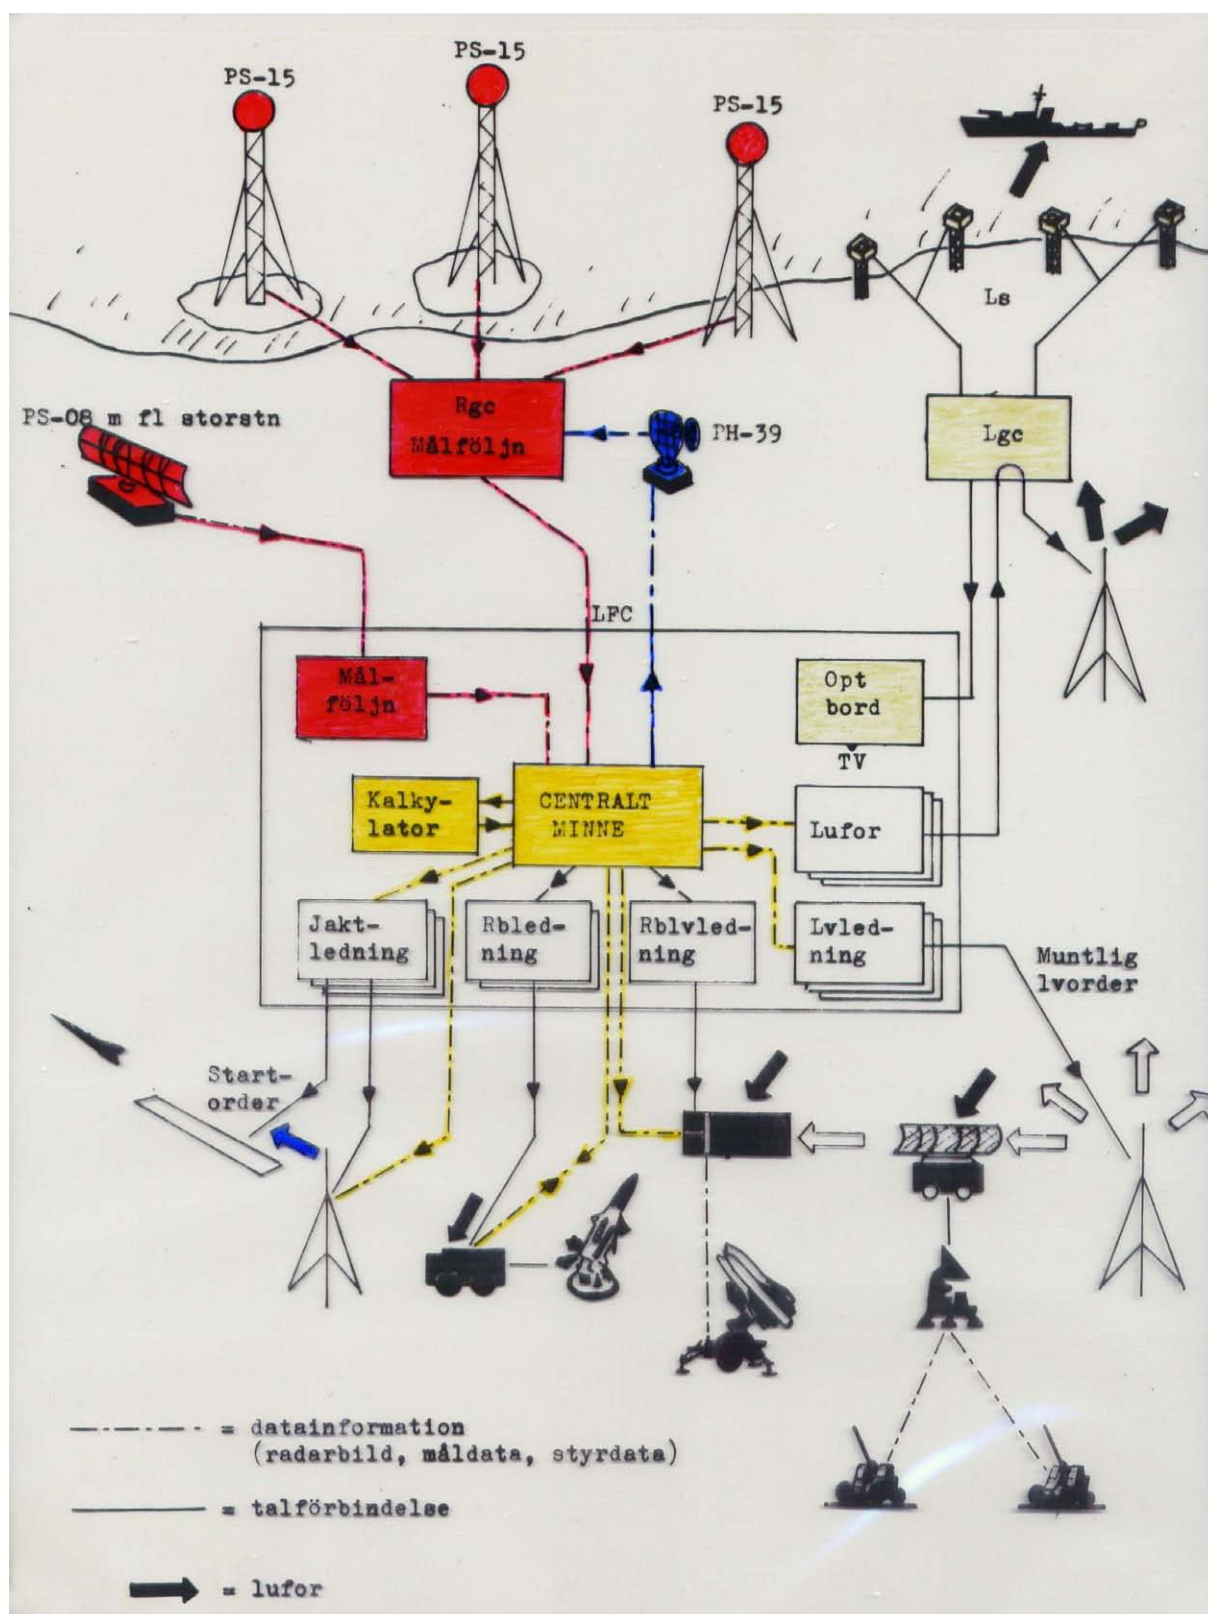 PS-15
PS-15
PS-15
Ls
PS-08 m fl storstn
Rgc
Målföljn
PH-39
Lgc
LFC
Mål-
följn
Opt
bord
TV
Kalky-
lator
CENTRALT
MINNE
Lufor
Jakt-
ledning
Rbled-
ning
Rblvled-
ning
Lvled-
ning
Muntlig
lvorder
Start-
order
= datainformation
(radarbild, måldata, styrdata)
= talförbindelse
= lufor